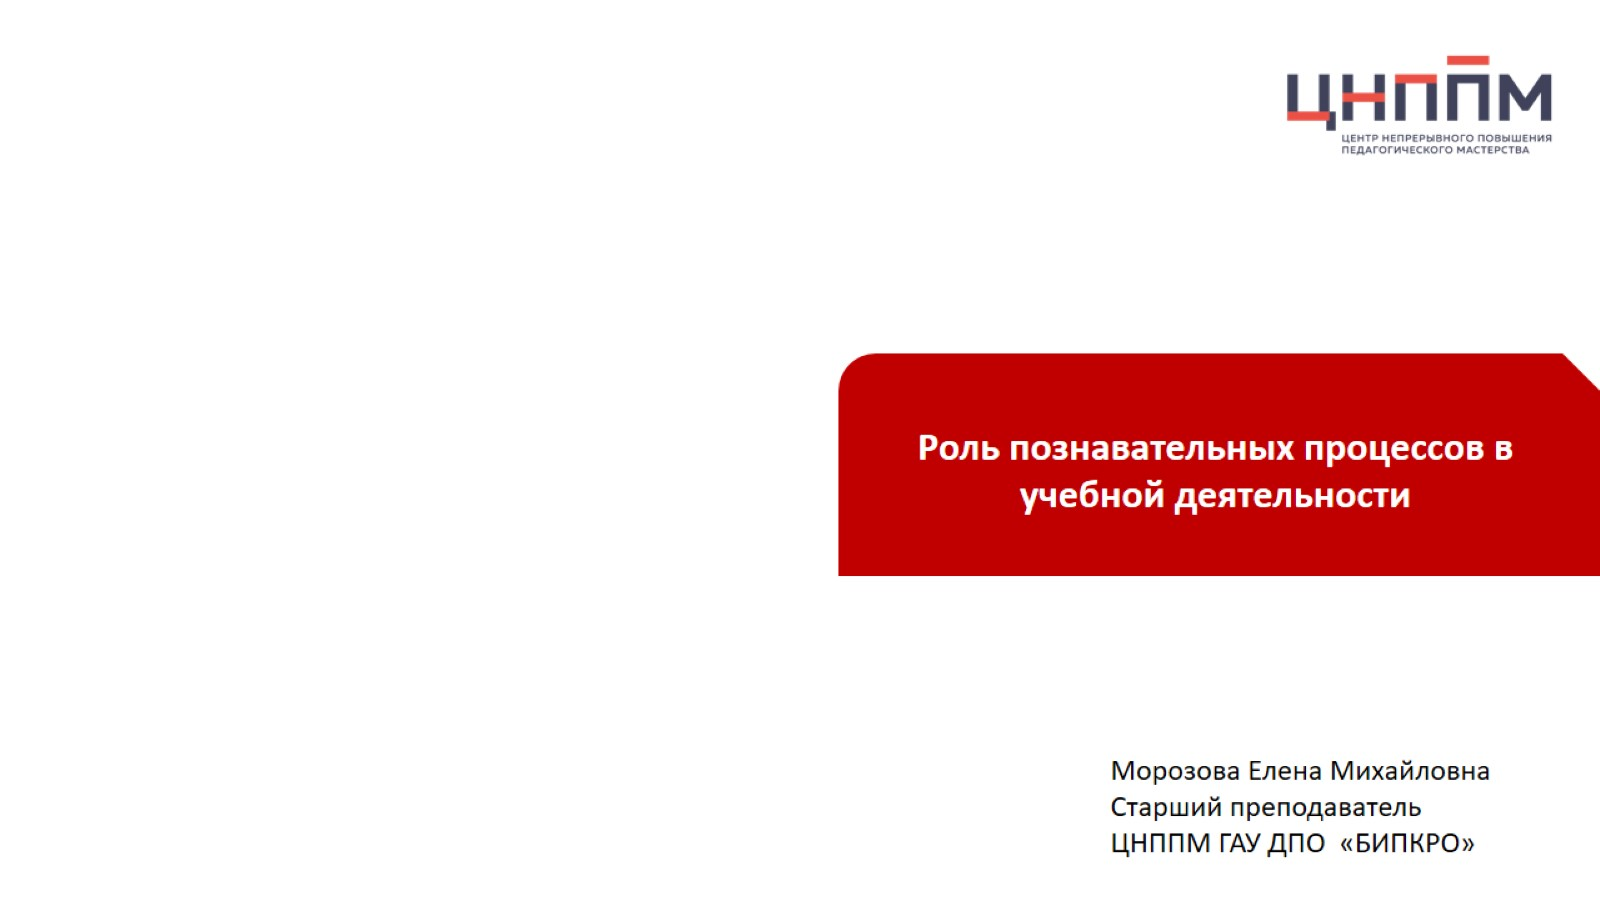 ЦНППМ
ЦЕНТР НЕПРЕРЫВНОГО ПОВЫШЕНИЯ
ПЕДАГОГИЧЕСКОГО МАСТЕРСТВА
Роль познавательных процессов в
учебной деятельности
Морозова Елена Михайловна
Старший преподаватель
ЦНППМ ГАУ ДПО «БИПКРО»